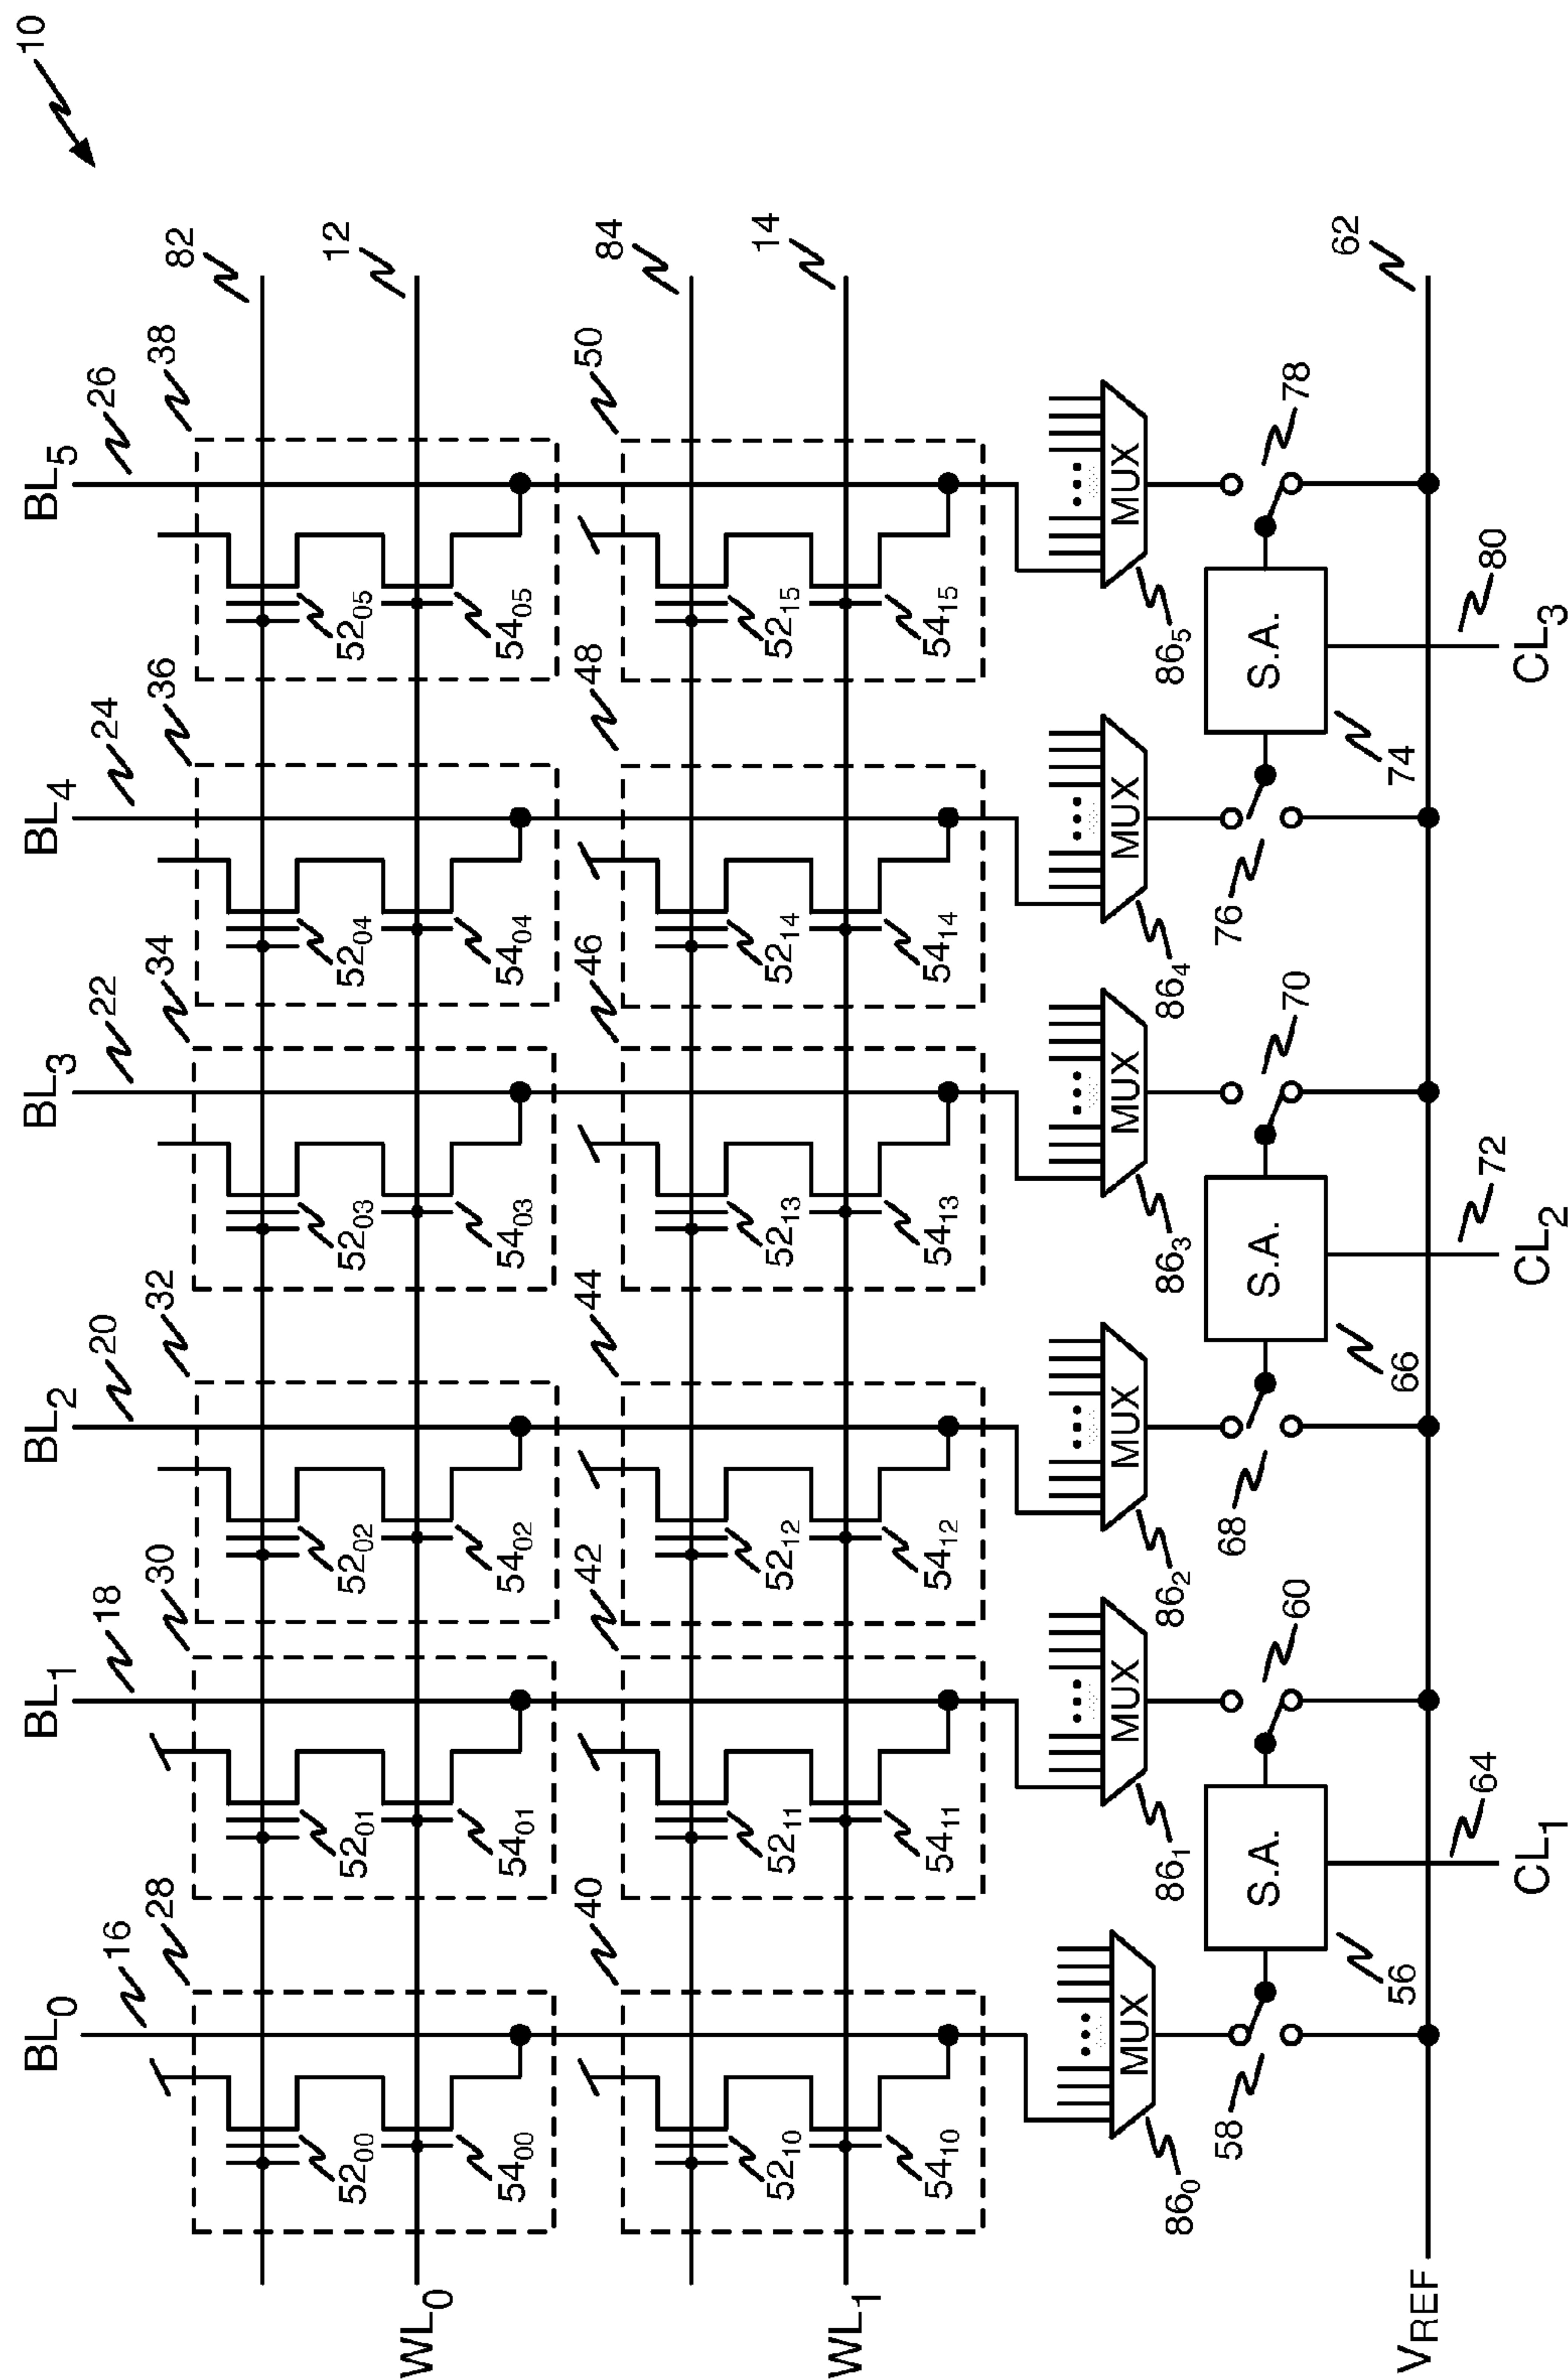 10
BL0 BL1 BL2 BL3 BL4 BL5
16 18 20 22 24 26
28 30 32 34 36 38
82
5200 5201 5202 5203 5204 5205
12
WL0
5400 5401 5402 5403 5404 5405
40 42 44 46 48 50
84
5210 5211 5212 5213 5214 5215
14
WL1
5410 5411 5412 5413 5414 5415
MUX MUX MUX MUX MUX MUX
860 861 862 863 864 865
58 60 68 70 76 78
S.A. S.A. S.A.
56 66 74
62
VREF
64 72 80
CL1 CL2 CL3